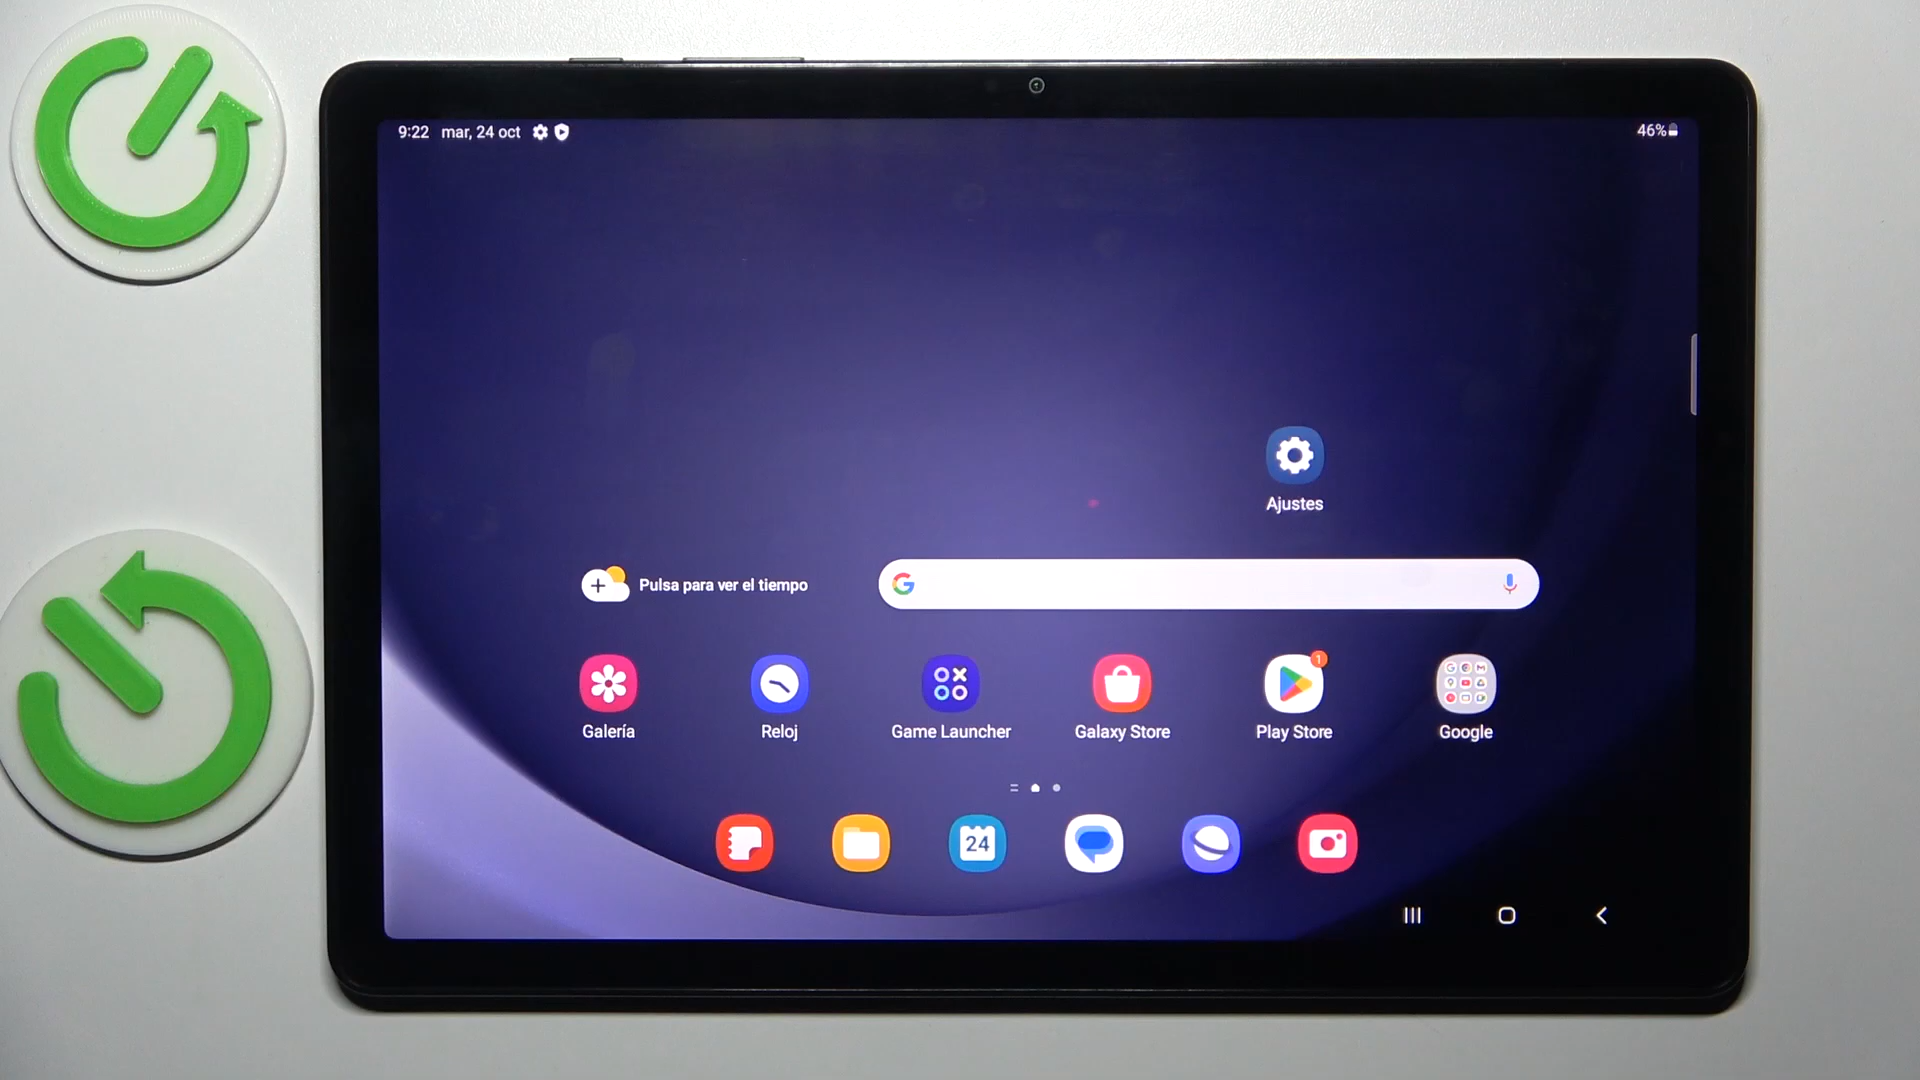 9:22 mar, 24 oct
46%
Ajustes
Pulsa para ver el tiempo
1
Galería
Reloj
Game Launcher
Galaxy Store
Play Store
Google
24